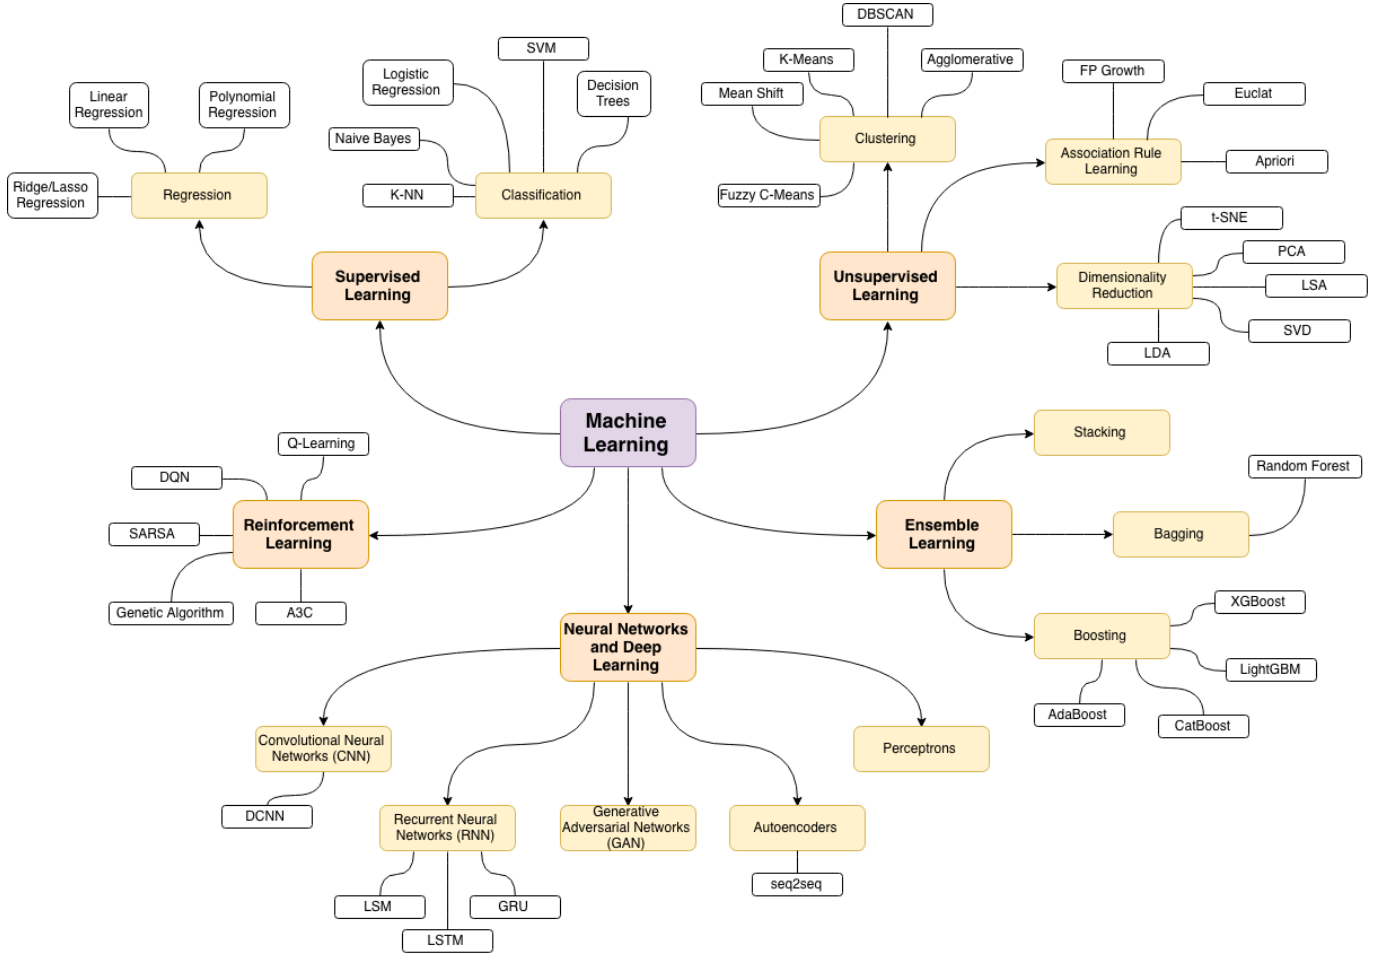 DBSCAN
SVM
K-Means
Agglomerative
Logistic
Regression
FP Growth
Decision
Trees
Mean Shift
Euclat
Linear
Regression
Polynomial
Regression
Naive Bayes
Clustering
Association Rule
Learning
Apriori
Ridge/Lasso
Regression
Regression
K-NN
Classification
Fuzzy C-Means
t-SNE
PCA
Supervised
Learning
Unsupervised
Learning
Dimensionality
Reduction
LSA
SVD
LDA
Machine
Learning
Stacking
Q-Learning
DQN
Random Forest
Reinforcement
Learning
SARSA
Ensemble
Learning
Bagging
Genetic Algorithm
A3C
XGBoost
Neural Networks
and Deep
Learning
Boosting
LightGBM
AdaBoost
CatBoost
Convolutional Neural
Networks (CNN)
Perceptrons
DCNN
Recurrent Neural
Networks (RNN)
Generative
Adversarial Networks
(GAN)
Autoencoders
seq2seq
LSM
GRU
LSTM